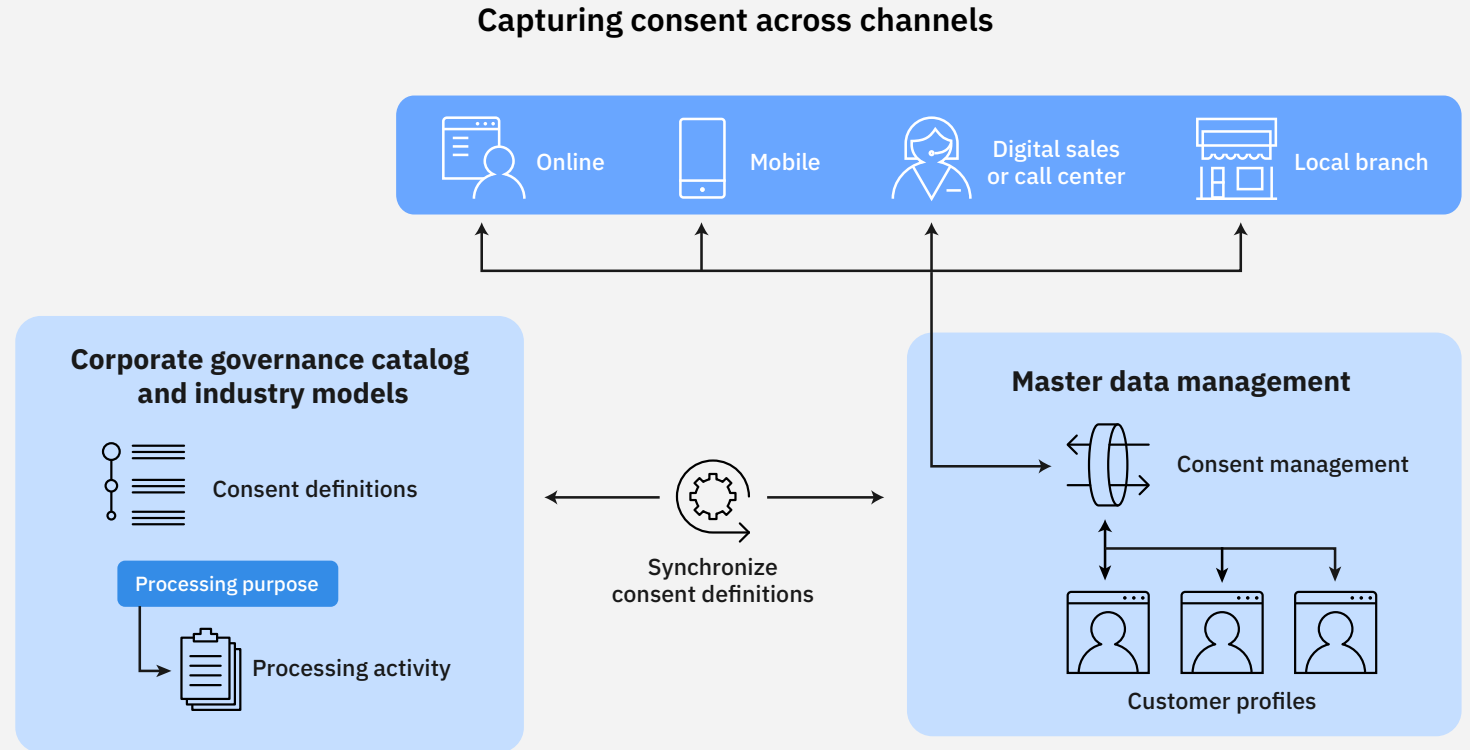 Capturing consent across channels
Online
Mobile
Digital sales
or call center
Local branch
Corporate governance catalog
and industry models
Consent definitions
Processing purpose
Processing activity
Synchronize
consent definitions
Master data management
Consent management
Customer profiles